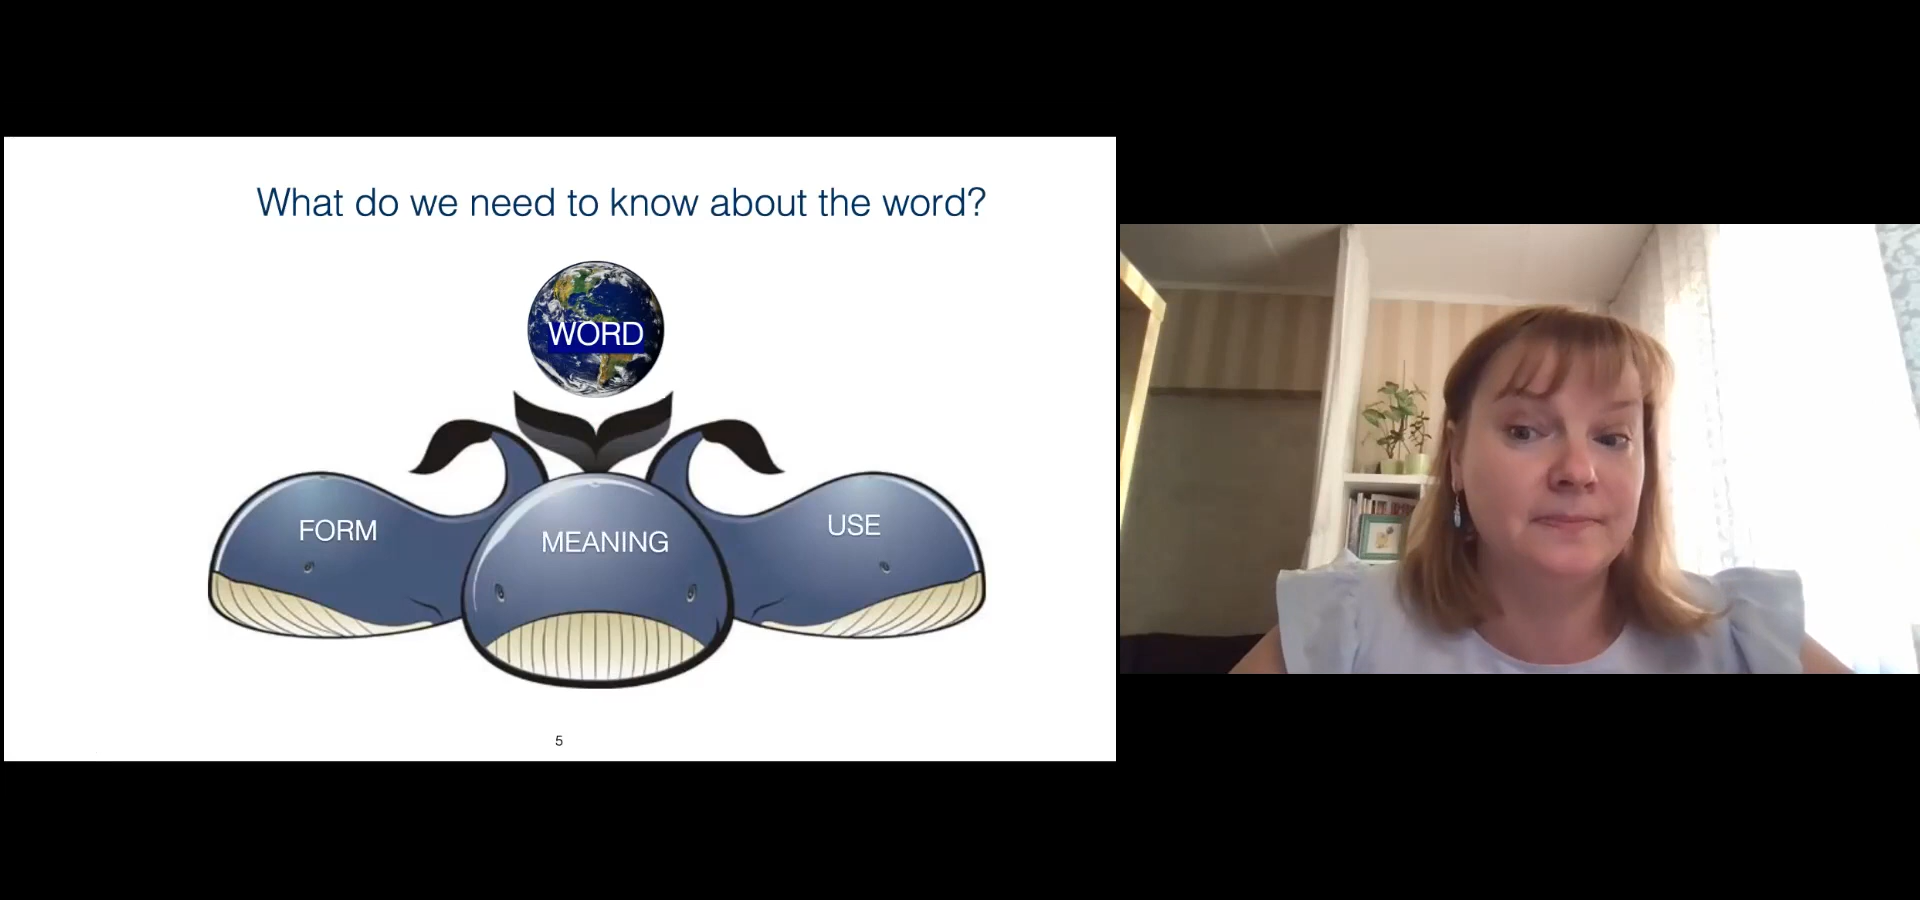 What do we need to know about the word?
WORD
FORM
MEANING
USE
5